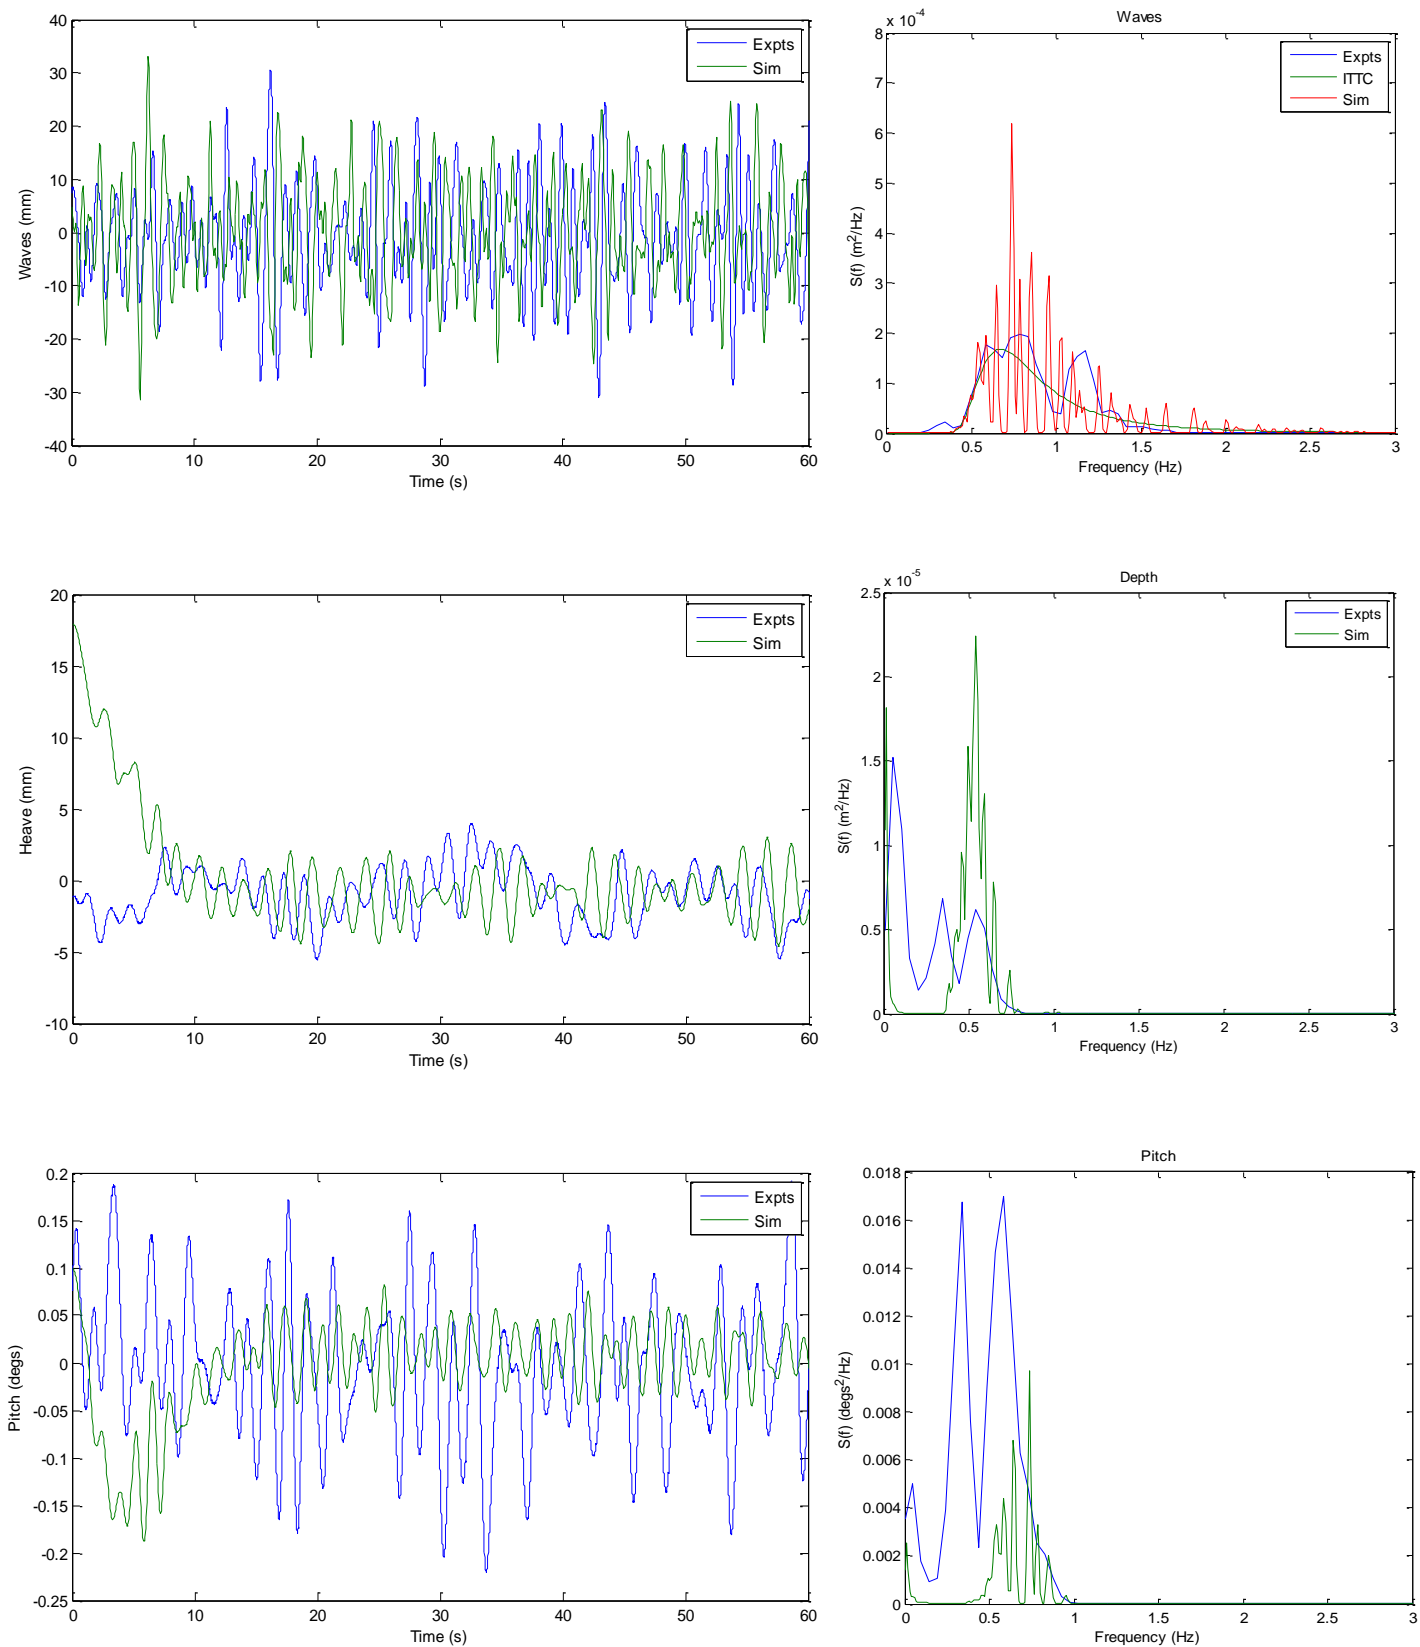 40
30
20
10
0
-10
-20
-30
-40
Waves (mm)
0 10 20 30 40 50 60
Time (s)
Expts
Sim
Waves
x 10-4
8
7
6
5
4
3
2
1
0
S(f) (m2/Hz)
0 0.5 1 1.5 2 2.5 3
Frequency (Hz)
Expts
ITTC
Sim
20
15
10
5
0
-5
-10
Heave (mm)
0 10 20 30 40 50 60
Time (s)
Expts
Sim
Depth
x 10-5
2.5
2
1.5
1
0.5
0
S(f) (m2/Hz)
0 0.5 1 1.5 2 2.5 3
Frequency (Hz)
Expts
Sim
0.2
0.15
0.1
0.05
0
-0.05
-0.1
-0.15
-0.2
-0.25
Pitch (degs)
0 10 20 30 40 50 60
Time (s)
Expts
Sim
Pitch
0.018
0.016
0.014
0.012
0.01
0.008
0.006
0.004
0.002
0
S(f) (degs2/Hz)
0 0.5 1 1.5 2 2.5 3
Frequency (Hz)